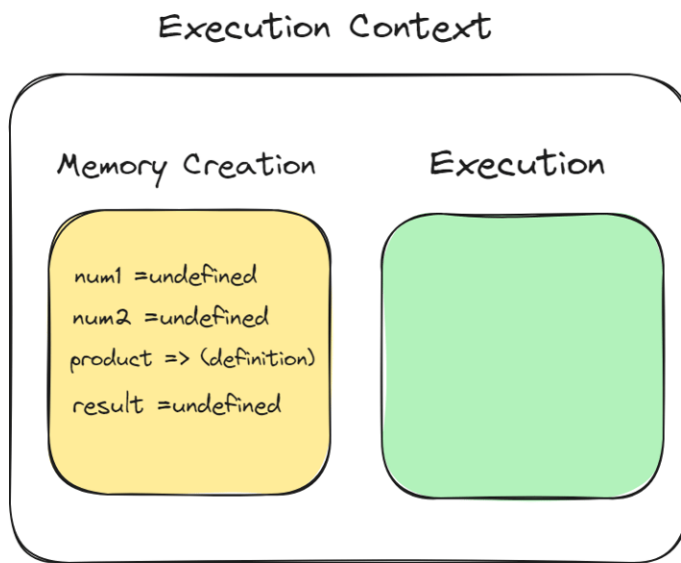 Execution Context
Memory Creation
Execution
num1 =undefined
num2 =undefined
product => (definition)
result =undefined